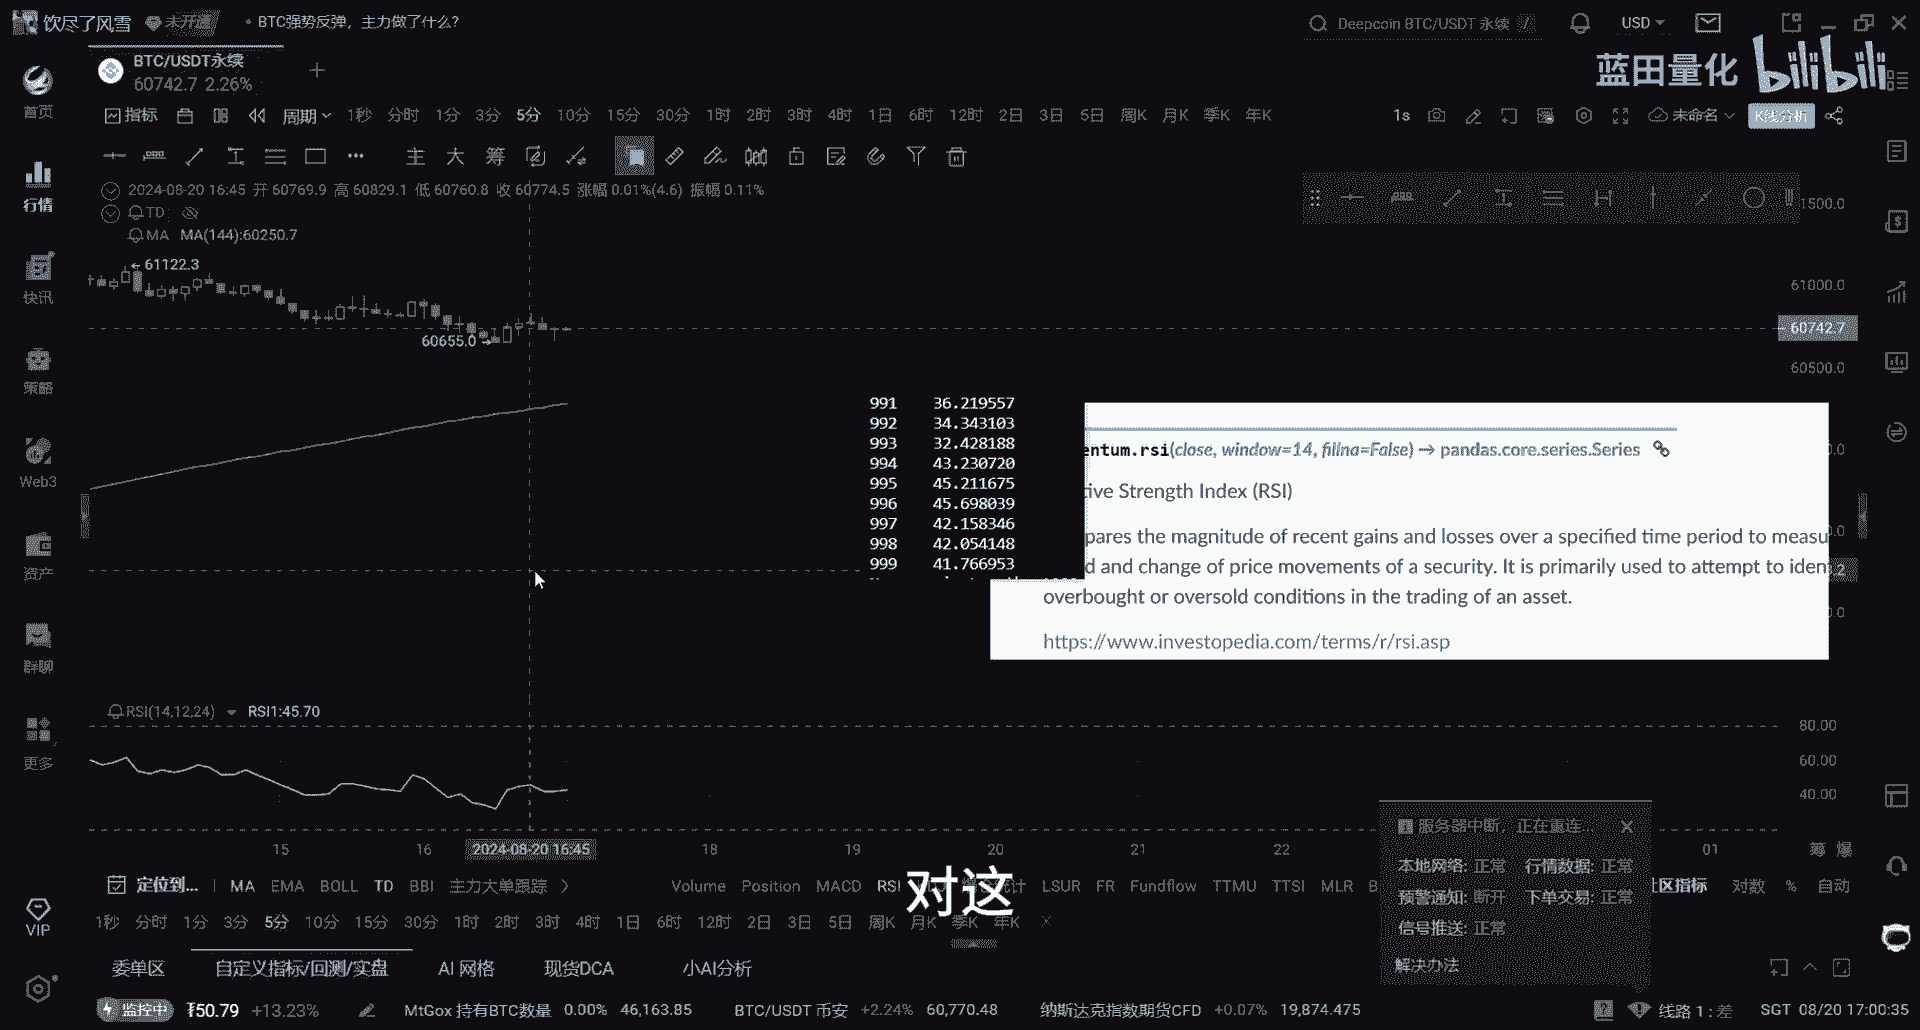 饮尽了风雪 未开通 • BTC强势反弹，主力做了什么?
Deepcoin BTC/USDT 永续 / USD
蓝田量化 bilibili
BTC/USDT永续
60742.7 2.26%
首页
指标 周期 1秒 分时 1分 3分 5分 10分 15分 30分 1时 2时 3时 4时 1日 6时 12时 2日 3日 5日 周K 月K 季K 年K
1s 未命名 K线分析
主 大 筹
行情
2024-08-20 16:45 开 60769.9 高 60829.1 低 60760.8 收 60774.5 涨幅 0.01%(4.6) 振幅 0.11%
TD
MA MA(144):60250.7
1500.0
61122.3
61000.0
快讯
60742.7
60655.0
60500.0
策略
991 36.219557
992 34.343103
993 32.428188
994 43.230720
995 45.211675
996 45.698039
997 42.158346
998 42.054148
999 41.766953
entum.rsi(close, window=14, fillna=False) → pandas.core.series.Series
ive Strength Index (RSI)
pares the magnitude of recent gains and losses over a specified time period to measu
d and change of price movements of a security. It is primarily used to attempt to iden
overbought or oversold conditions in the trading of an asset.
https://www.investopedia.com/terms/r/rsi.asp
Web3
资产
群聊
更多
RSI(14,12,24) RSI1:45.70
80.00
60.00
40.00
15 16 2024-08-20 16:45 18 19 20 21 22 01 筹 爆
服务器中断，正在重连...
本地网络: 正常 行情数据: 正常
预警通知: 断开 下单交易: 正常
信号推送: 正常
解决办法
定位到... MA EMA BOLL TD BBI 主力大单跟踪
Volume Position MACD RSI 统计 LSUR FR Fundflow TTMU TTSI MLR B
区指标 对数 % 自动
对这
1秒 分时 1分 3分 5分 10分 15分 30分 1时 2时 3时 4时 1日 6时 12时 2日 3日 5日 周K 月K 季K 年K
VIP
委单区 自定义指标/回测/实盘 AI 网格 现货DCA 小AI分析
监控中 ₮50.79 +13.23% MtGox 持有BTC数量 0.00% 46,163.85 BTC/USDT 币安 +2.24% 60,770.48 纳斯达克指数期货CFD +0.07% 19,874.475
线路 1 : 差 SGT 08/20 17:00:35